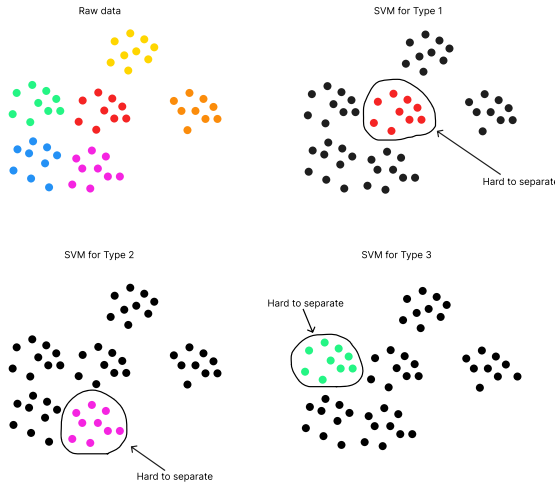 Raw data
SVM for Type 1
Hard to separate
SVM for Type 2
SVM for Type 3
Hard to separate
Hard to separate